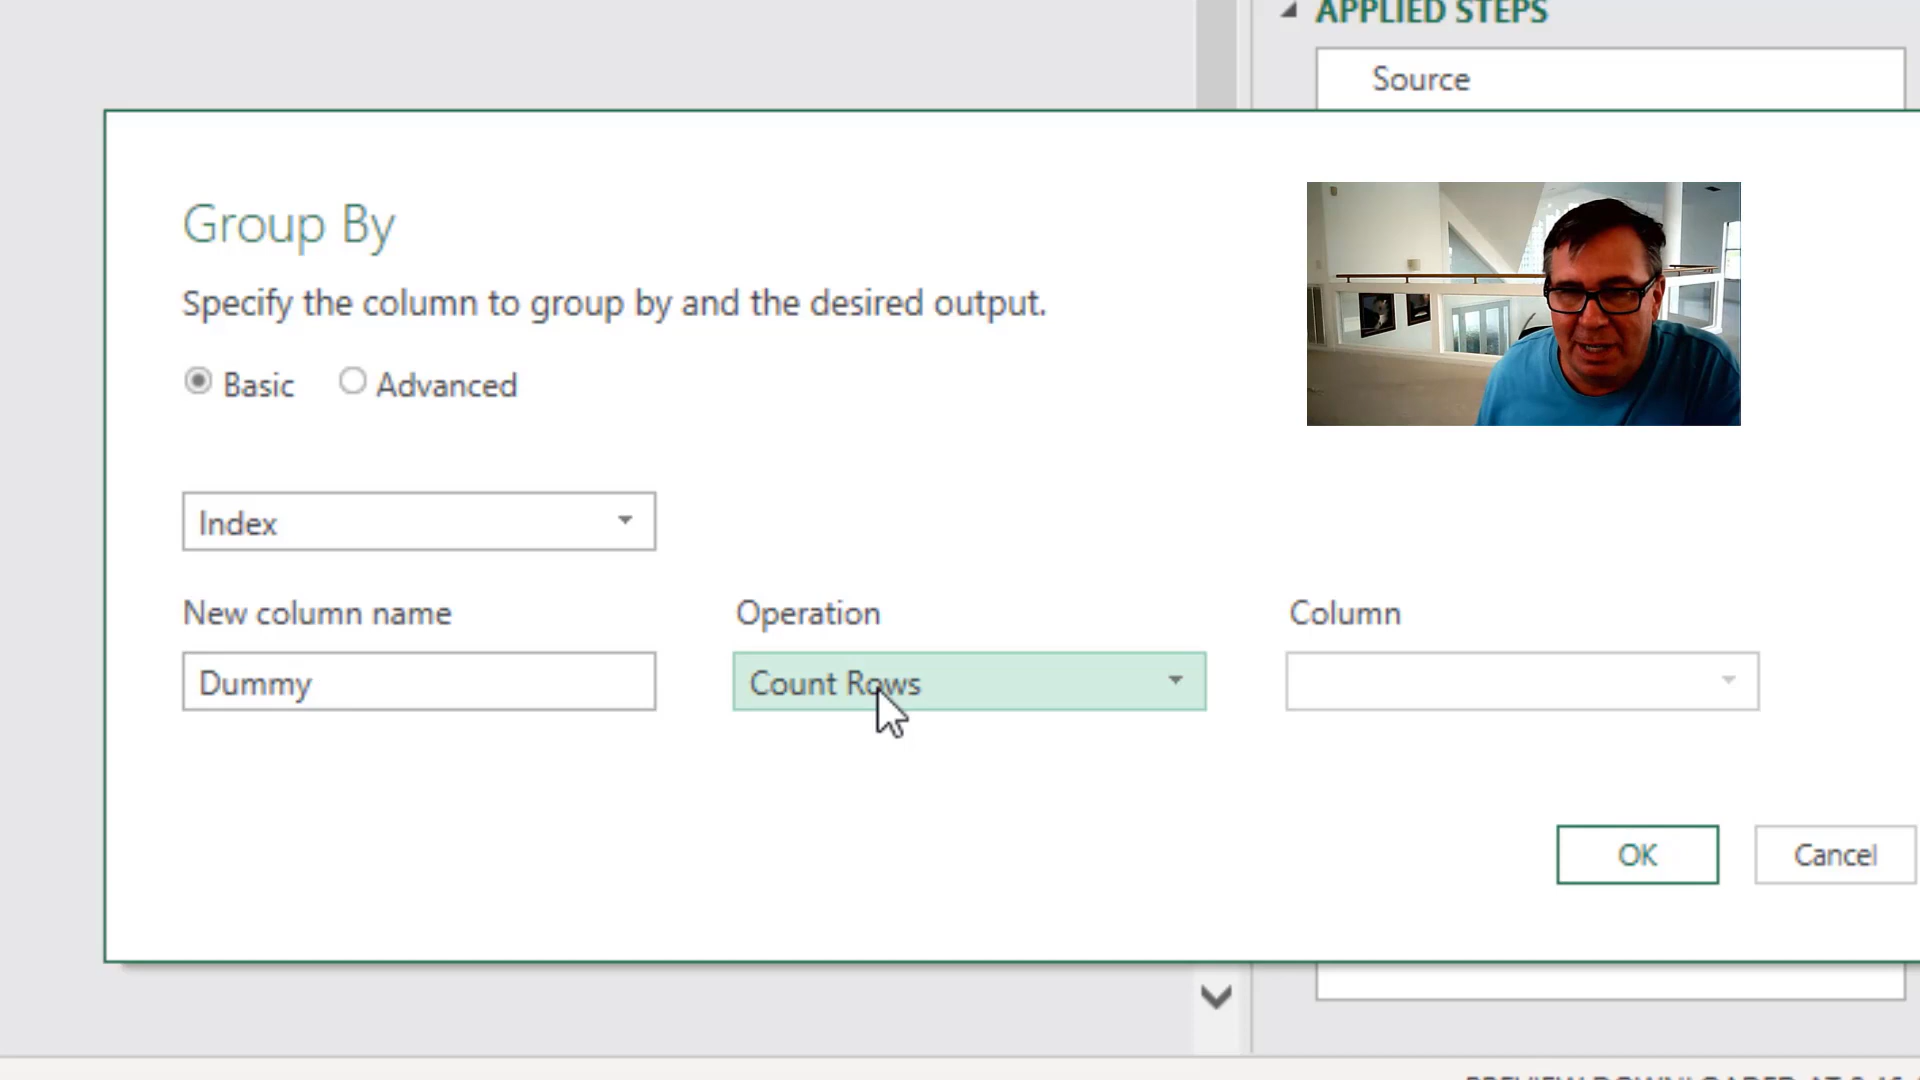 APPLIED STEPS
Source
Group By
Specify the column to group by and the desired output.
Basic Advanced
Index
New column name Operation Column
Dummy Count Rows
OK Cancel